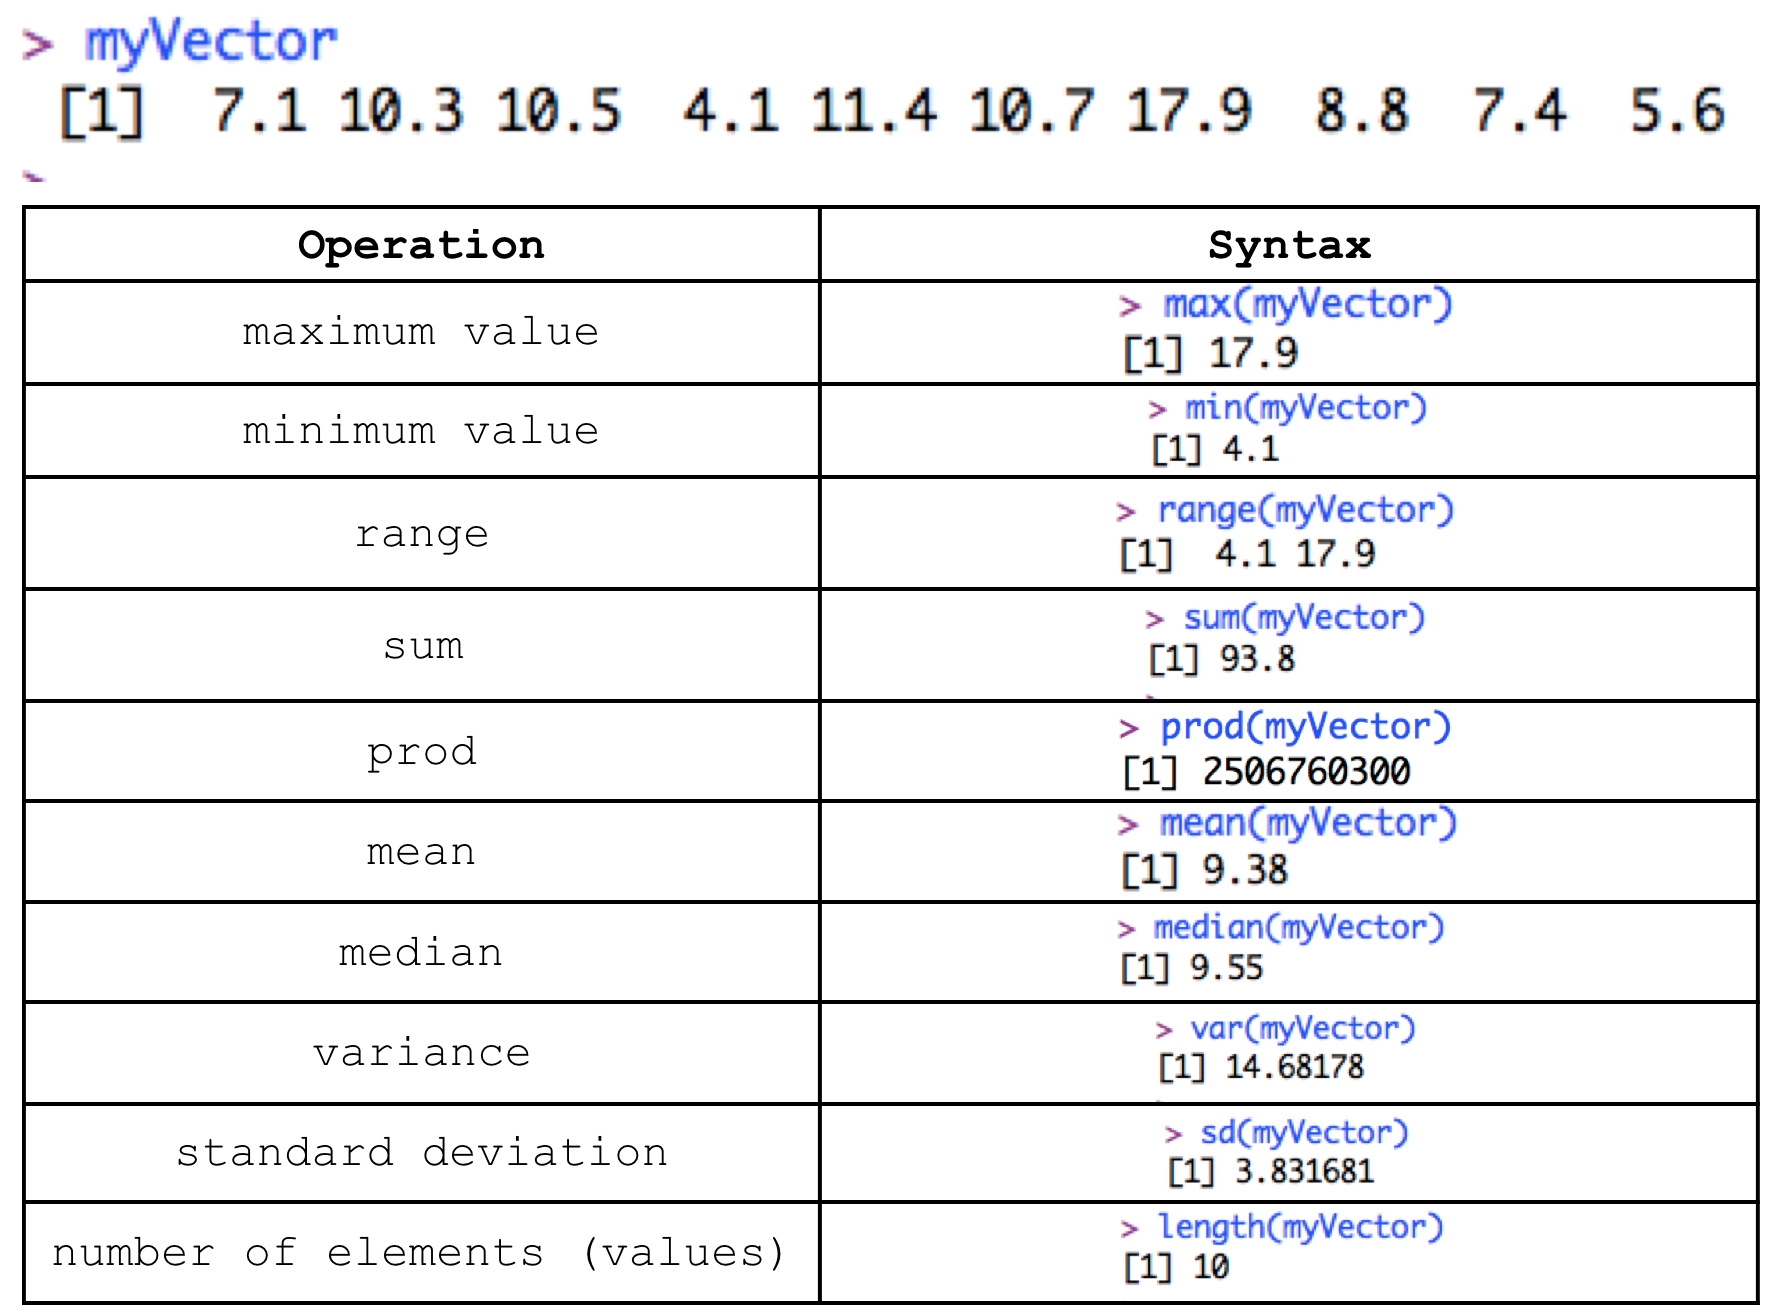 > myVector
[1] 7.1 10.3 10.5 4.1 11.4 10.7 17.9 8.8 7.4 5.6
>
Operation Syntax
maximum value > max(myVector)
[1] 17.9
minimum value > min(myVector)
[1] 4.1
range > range(myVector)
[1] 4.1 17.9
sum > sum(myVector)
[1] 93.8
prod > prod(myVector)
[1] 2506760300
mean > mean(myVector)
[1] 9.38
median > median(myVector)
[1] 9.55
variance > var(myVector)
[1] 14.68178
standard deviation > sd(myVector)
[1] 3.831681
number of elements (values) > length(myVector)
[1] 10